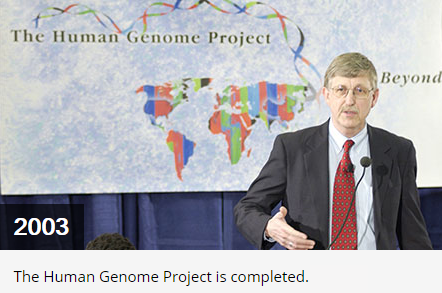 The Human Genome Project
Beyond
2003
The Human Genome Project is completed.